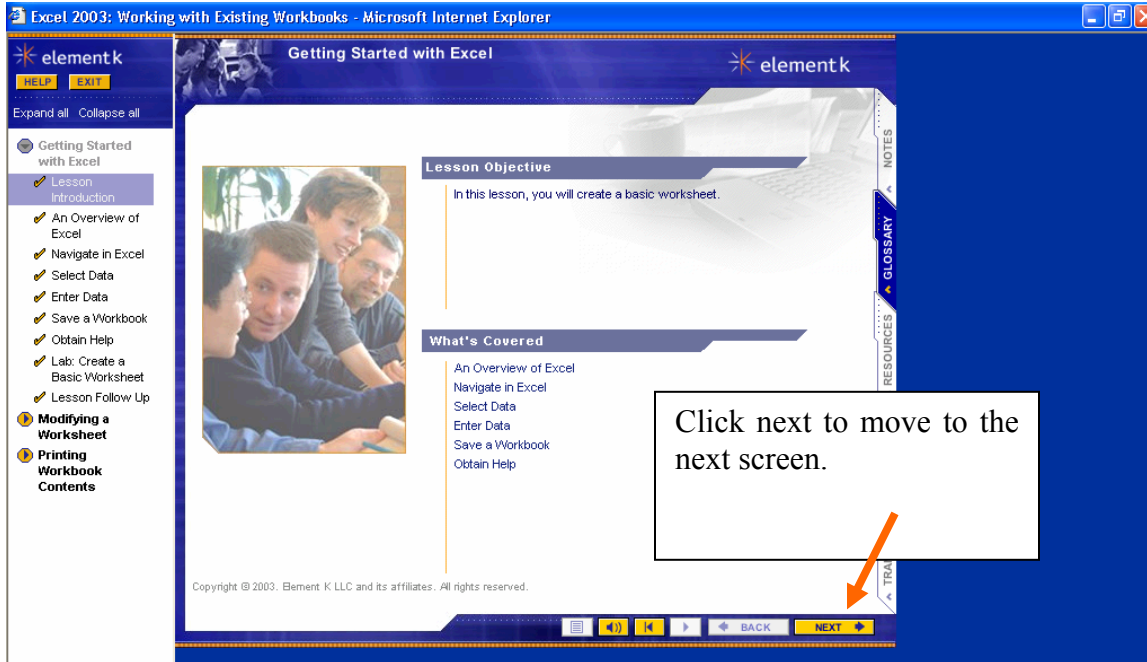 Excel 2003: Working with Existing Workbooks - Microsoft Internet Explorer
element k
HELP EXIT
Expand all Collapse all
Getting Started
with Excel
Lesson
Introduction
An Overview of
Excel
Navigate in Excel
Select Data
Enter Data
Save a Workbook
Obtain Help
Lab: Create a
Basic Worksheet
Lesson Follow Up
Modifying a
Worksheet
Printing
Workbook
Contents
Getting Started with Excel
element k
Lesson Objective
In this lesson, you will create a basic worksheet.
What's Covered
An Overview of Excel
Navigate in Excel
Select Data
Enter Data
Save a Workbook
Obtain Help
NOTES
GLOSSARY
RESOURCES
TRA
Click next to move to the
next screen.
Copyright © 2003. Element K LLC and its affiliates. All rights reserved.
BACK NEXT